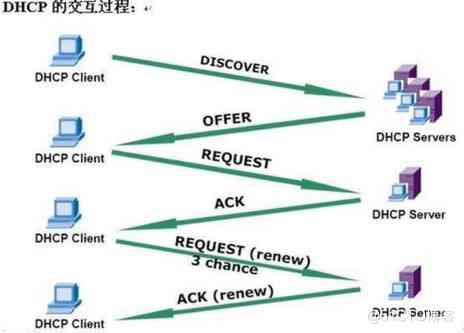 DHCP 的交互过程:
DISCOVER
DHCP Client
OFFER
DHCP Servers
DHCP Client
REQUEST
ACK
DHCP Server
DHCP Client
REQUEST (renew)
3 chance
ACK (renew)
DHCP Server
DHCP Client